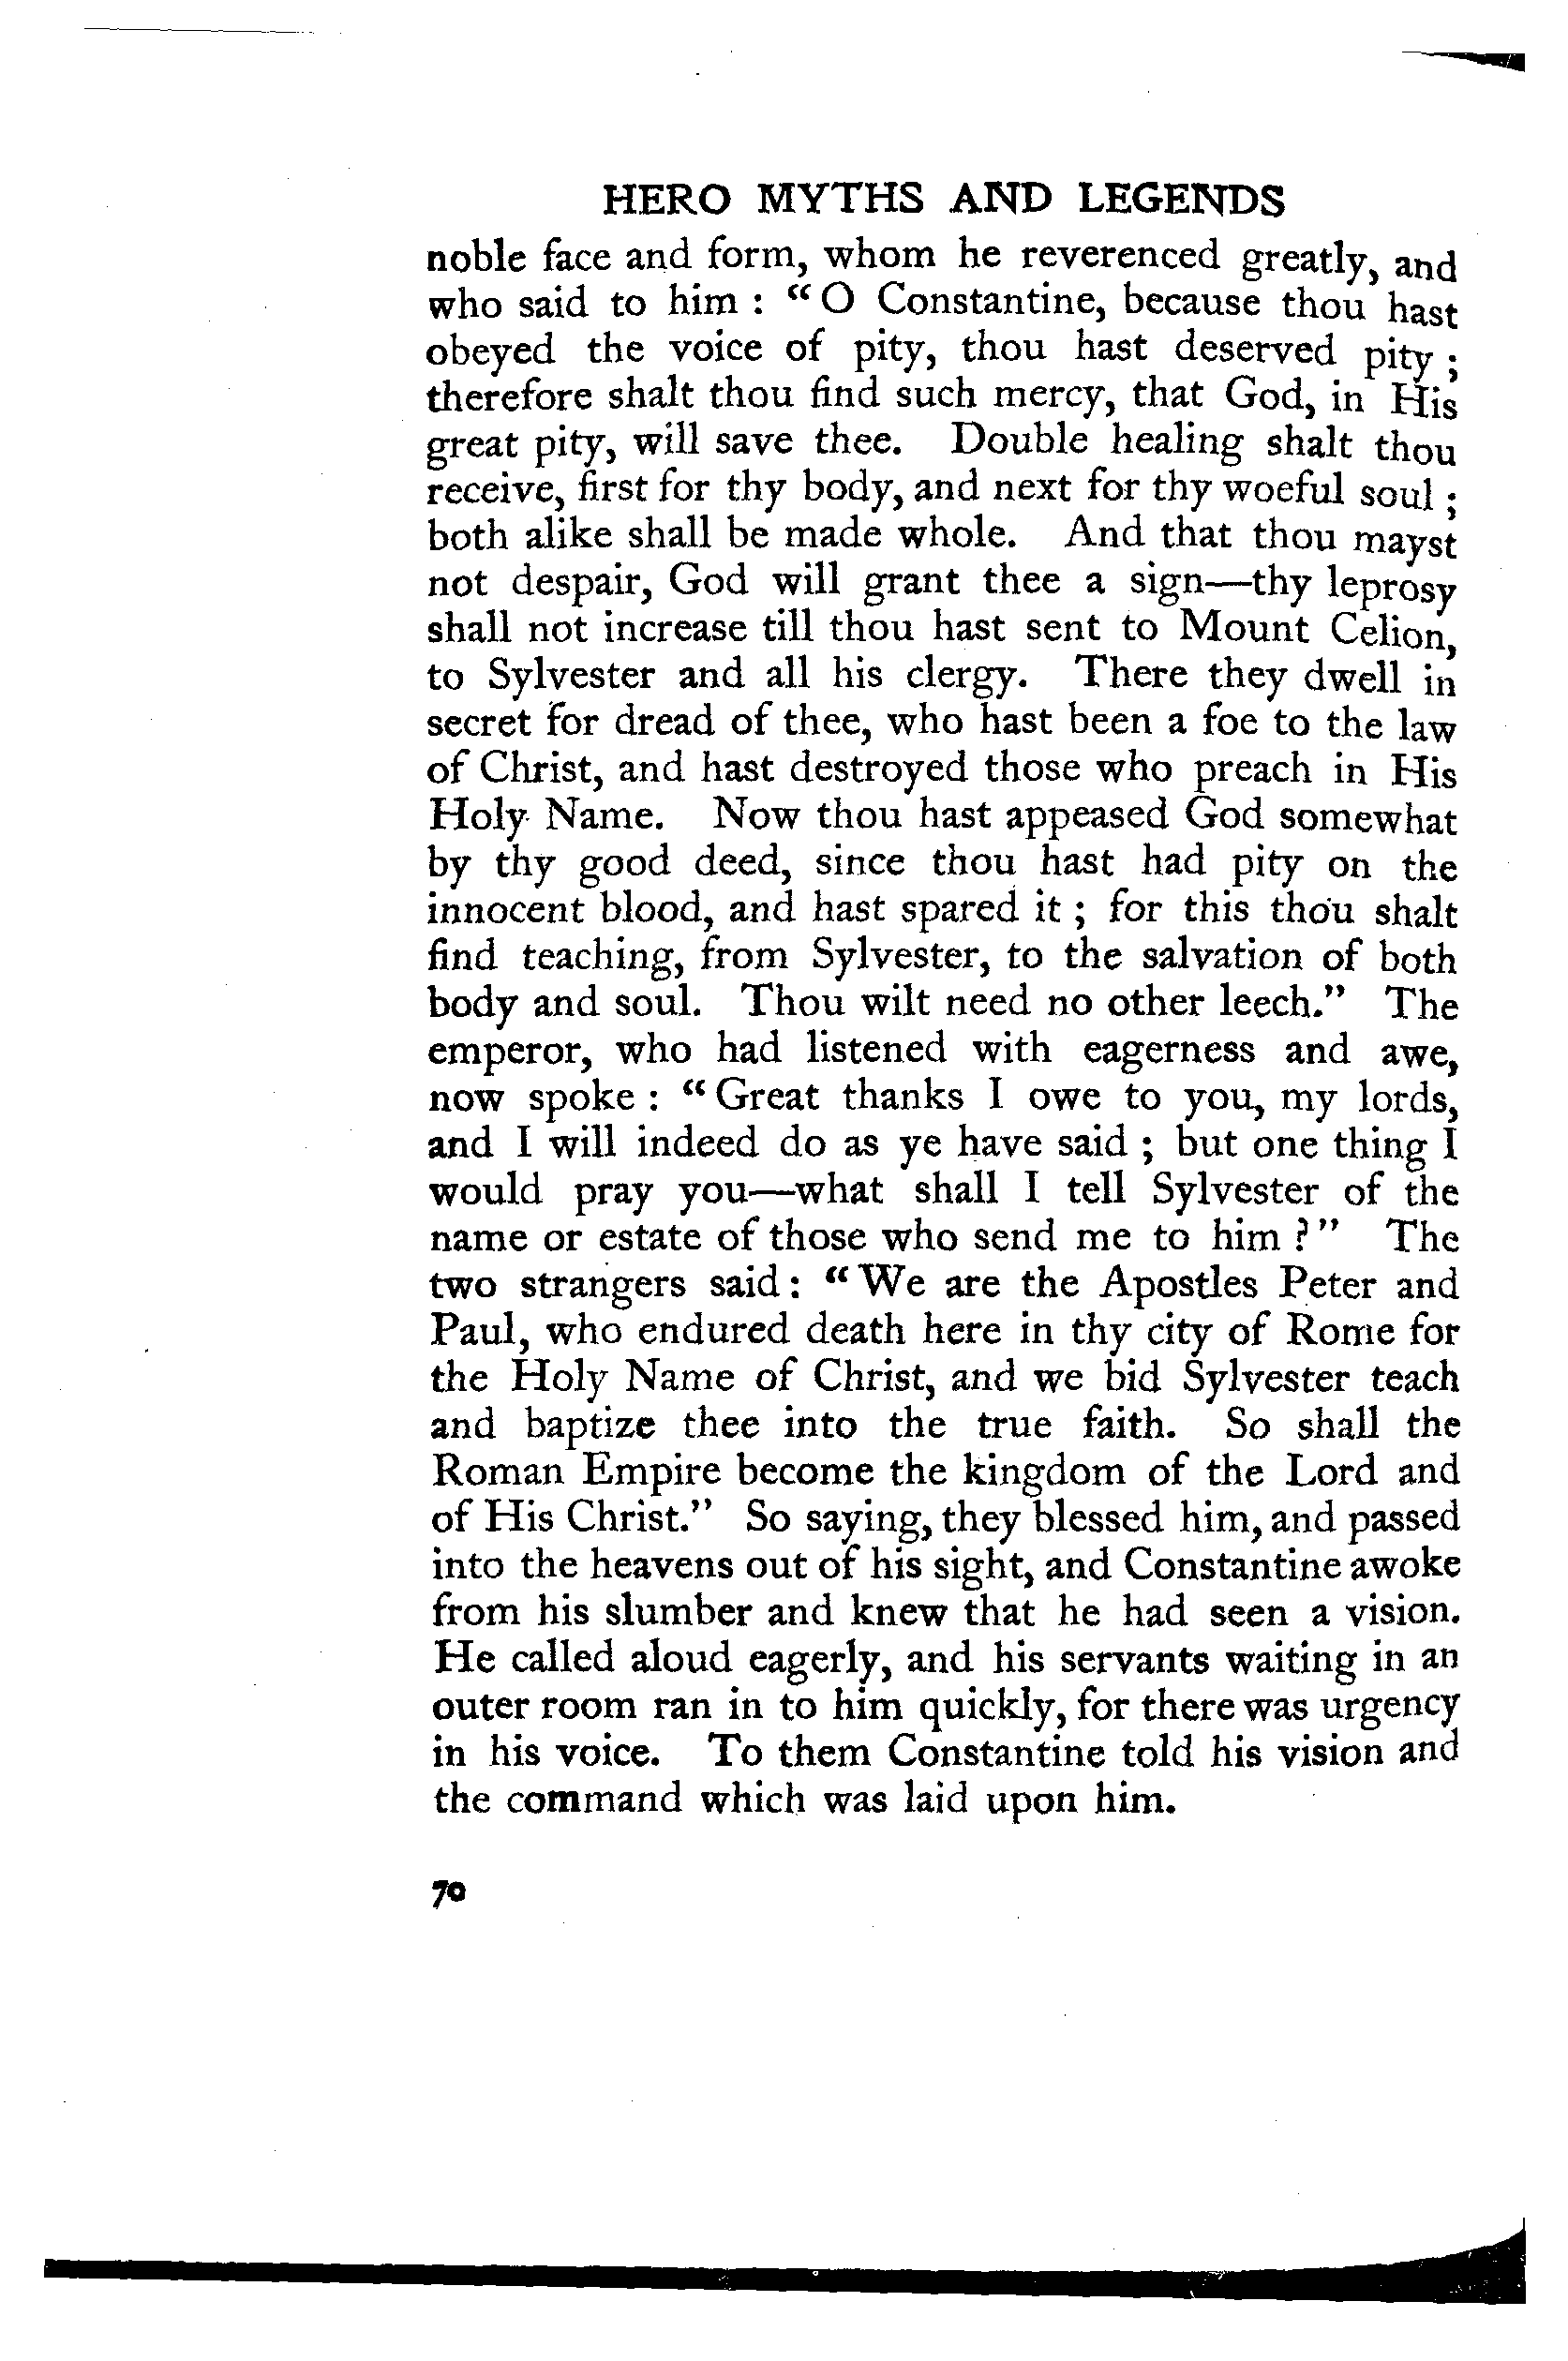 HERO MYTHS AND LEGENDS
noble face and form, whom he reverenced greatly, and
who said to him : “ O Constantine, because thou hast
obeyed the voice of pity, thou hast deserved pity ;
therefore shalt thou find such mercy, that God, in His
great pity, will save thee. Double healing shalt thou
receive, first for thy body, and next for thy woeful soul ;
both alike shall be made whole. And that thou mayst
not despair, God will grant thee a sign—thy leprosy
shall not increase till thou hast sent to Mount Celion,
to Sylvester and all his clergy. There they dwell in
secret for dread of thee, who hast been a foe to the law
of Christ, and hast destroyed those who preach in His
Holy Name. Now thou hast appeased God somewhat
by thy good deed, since thou hast had pity on the
innocent blood, and hast spared it ; for this thou shalt
find teaching, from Sylvester, to the salvation of both
body and soul. Thou wilt need no other leech.” The
emperor, who had listened with eagerness and awe,
now spoke : “ Great thanks I owe to you, my lords,
and I will indeed do as ye have said ; but one thing I
would pray you—what shall I tell Sylvester of the
name or estate of those who send me to him ? ” The
two strangers said : “ We are the Apostles Peter and
Paul, who endured death here in thy city of Rome for
the Holy Name of Christ, and we bid Sylvester teach
and baptize thee into the true faith. So shall the
Roman Empire become the kingdom of the Lord and
of His Christ.” So saying, they blessed him, and passed
into the heavens out of his sight, and Constantine awoke
from his slumber and knew that he had seen a vision.
He called aloud eagerly, and his servants waiting in an
outer room ran in to him quickly, for there was urgency
in his voice. To them Constantine told his vision and
the command which was laid upon him.
70